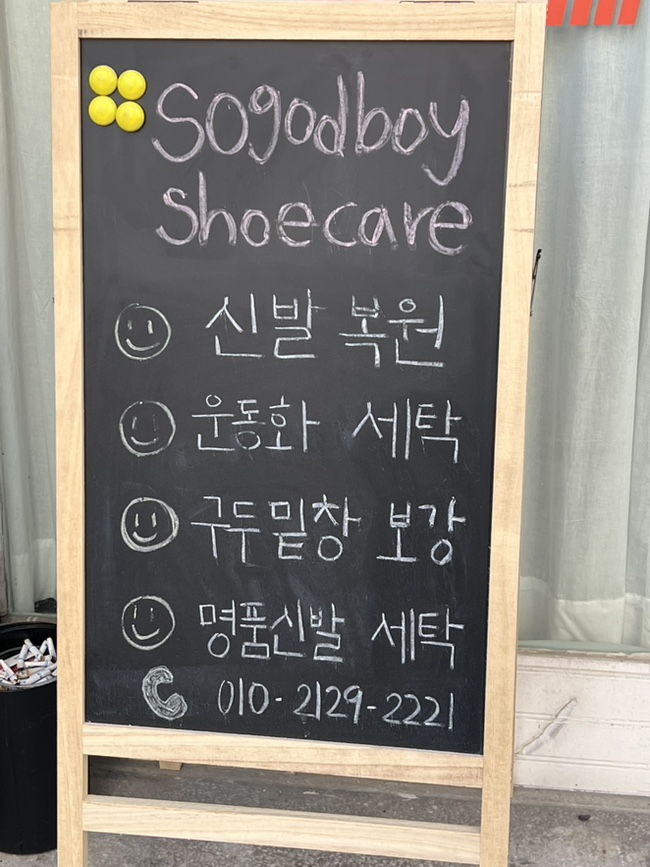 Sogodboy
shoecare
신발 복원
운동화 세탁
구두밑창 보강
명품신발 세탁
010-2129-2221